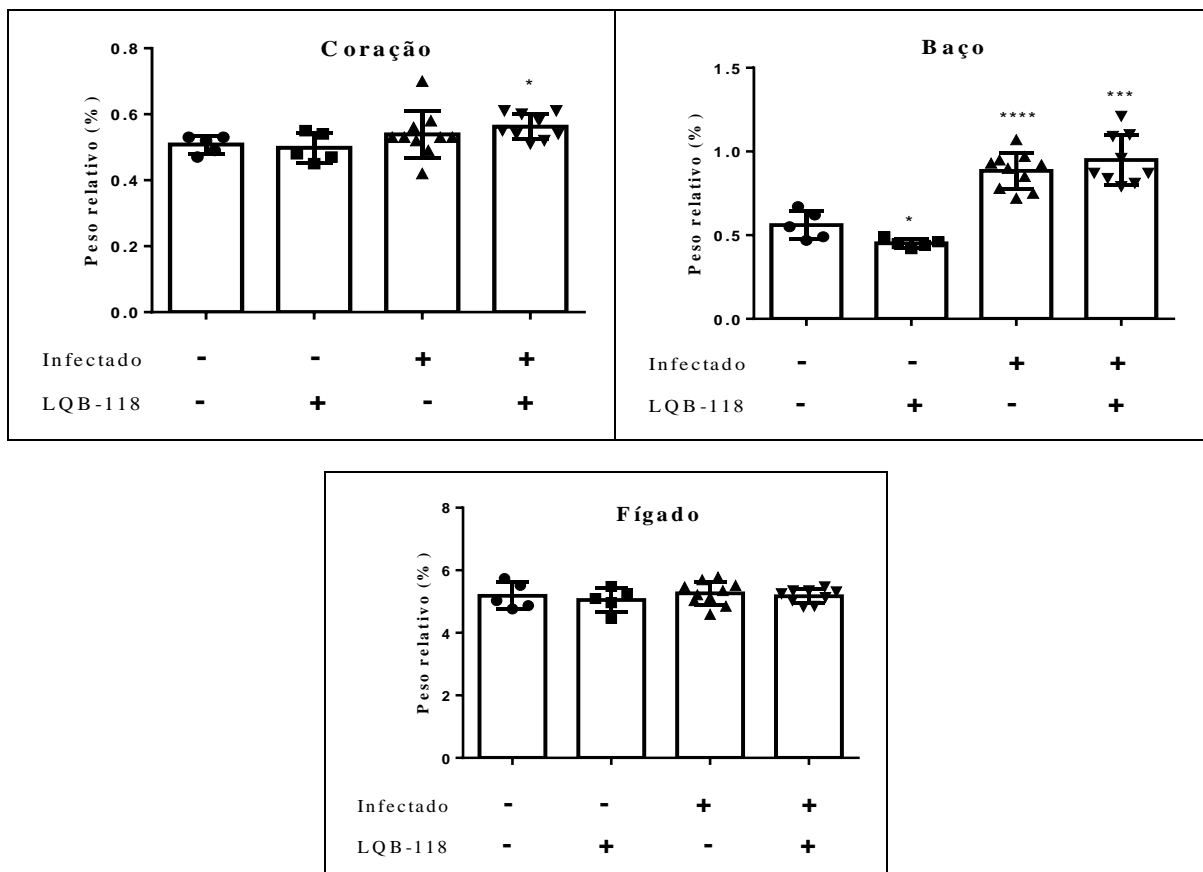 Coração
*
Peso relativo (%)
0.8
0.6
0.4
0.2
0.0
Infectado - - + +
LQB-118 - + - +
Baço
****
***
*
Peso relativo (%)
1.5
1.0
0.5
0.0
Infectado - - + +
LQB-118 - + - +
Fígado
Peso relativo (%)
8
6
4
2
0
Infectado - - + +
LQB-118 - + - +